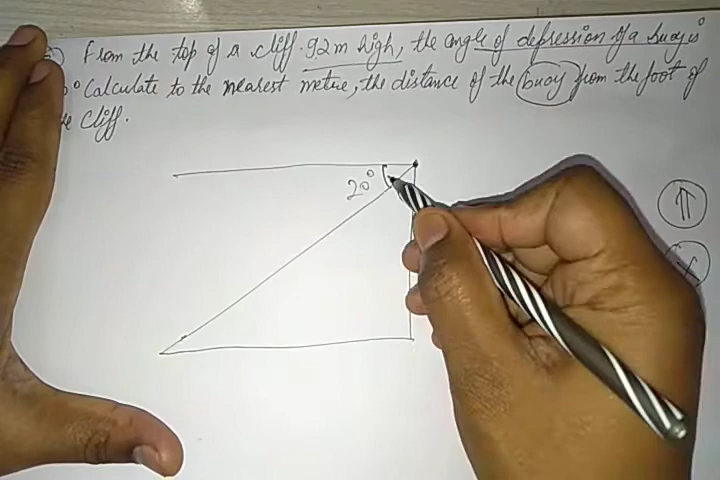 From the top of a cliff 92m high, the angle of depression of a buoy is
0° Calculate to the nearest metre, the distance of the buoy from the foot of
cliff.
20°